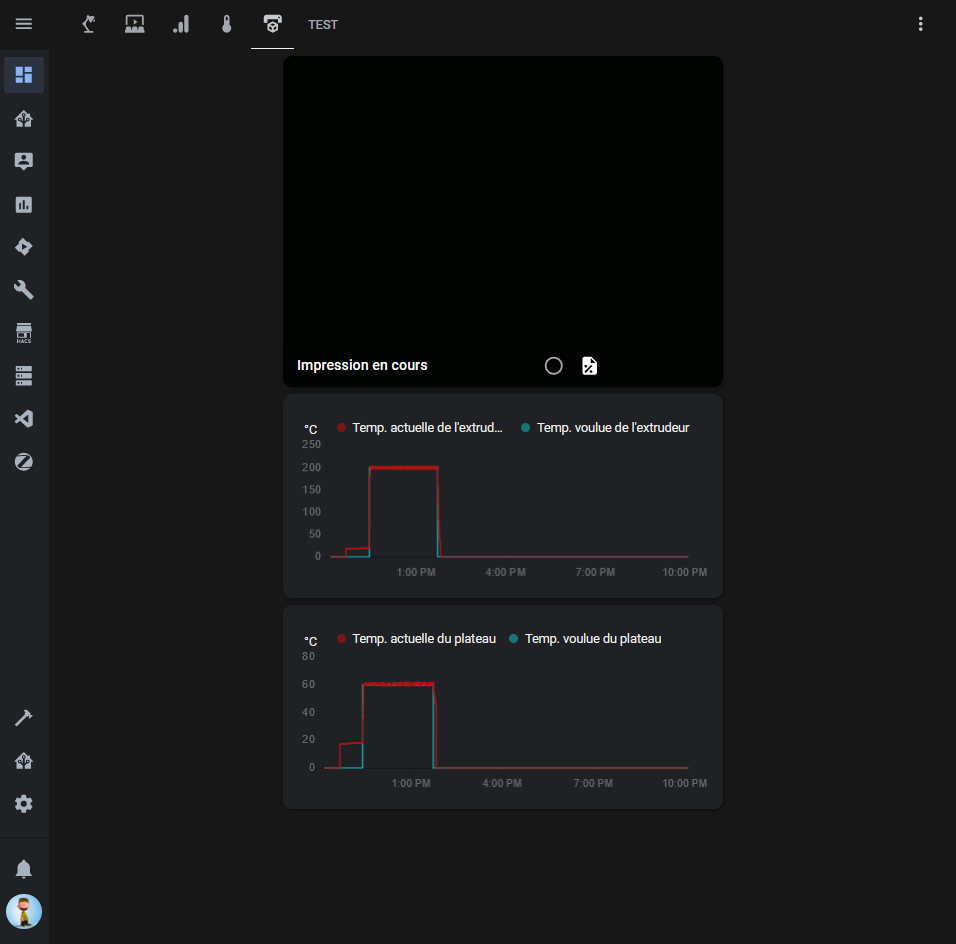 TEST
HACS
Impression en cours
°C Temp. actuelle de l'extrud... Temp. voulue de l'extrudeur
250
200
150
100
50
0
1:00 PM 4:00 PM 7:00 PM 10:00 PM
°C Temp. actuelle du plateau Temp. voulue du plateau
80
60
40
20
0
1:00 PM 4:00 PM 7:00 PM 10:00 PM